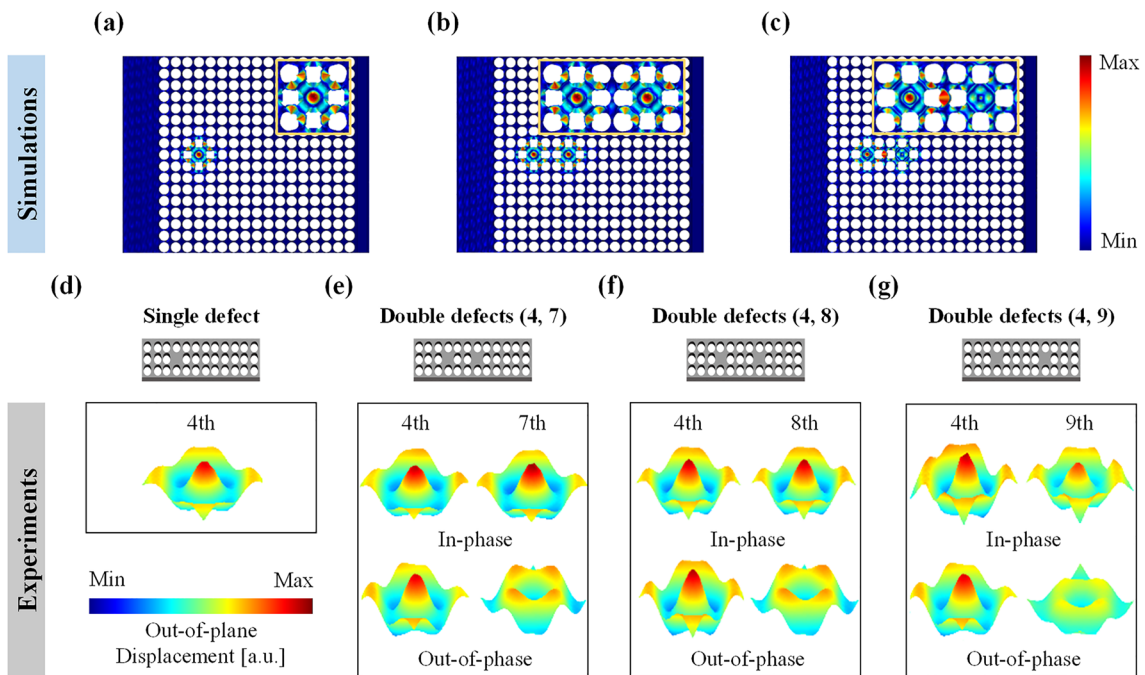 (a)
(b)
(c)
Simulations
Max
Min
(d)
(e)
(f)
(g)
Single defect
Double defects (4, 7)
Double defects (4, 8)
Double defects (4, 9)
Experiments
4th
4th
7th
4th
8th
4th
9th
In-phase
In-phase
In-phase
Min
Max
Out-of-plane
Displacement [a.u.]
Out-of-phase
Out-of-phase
Out-of-phase